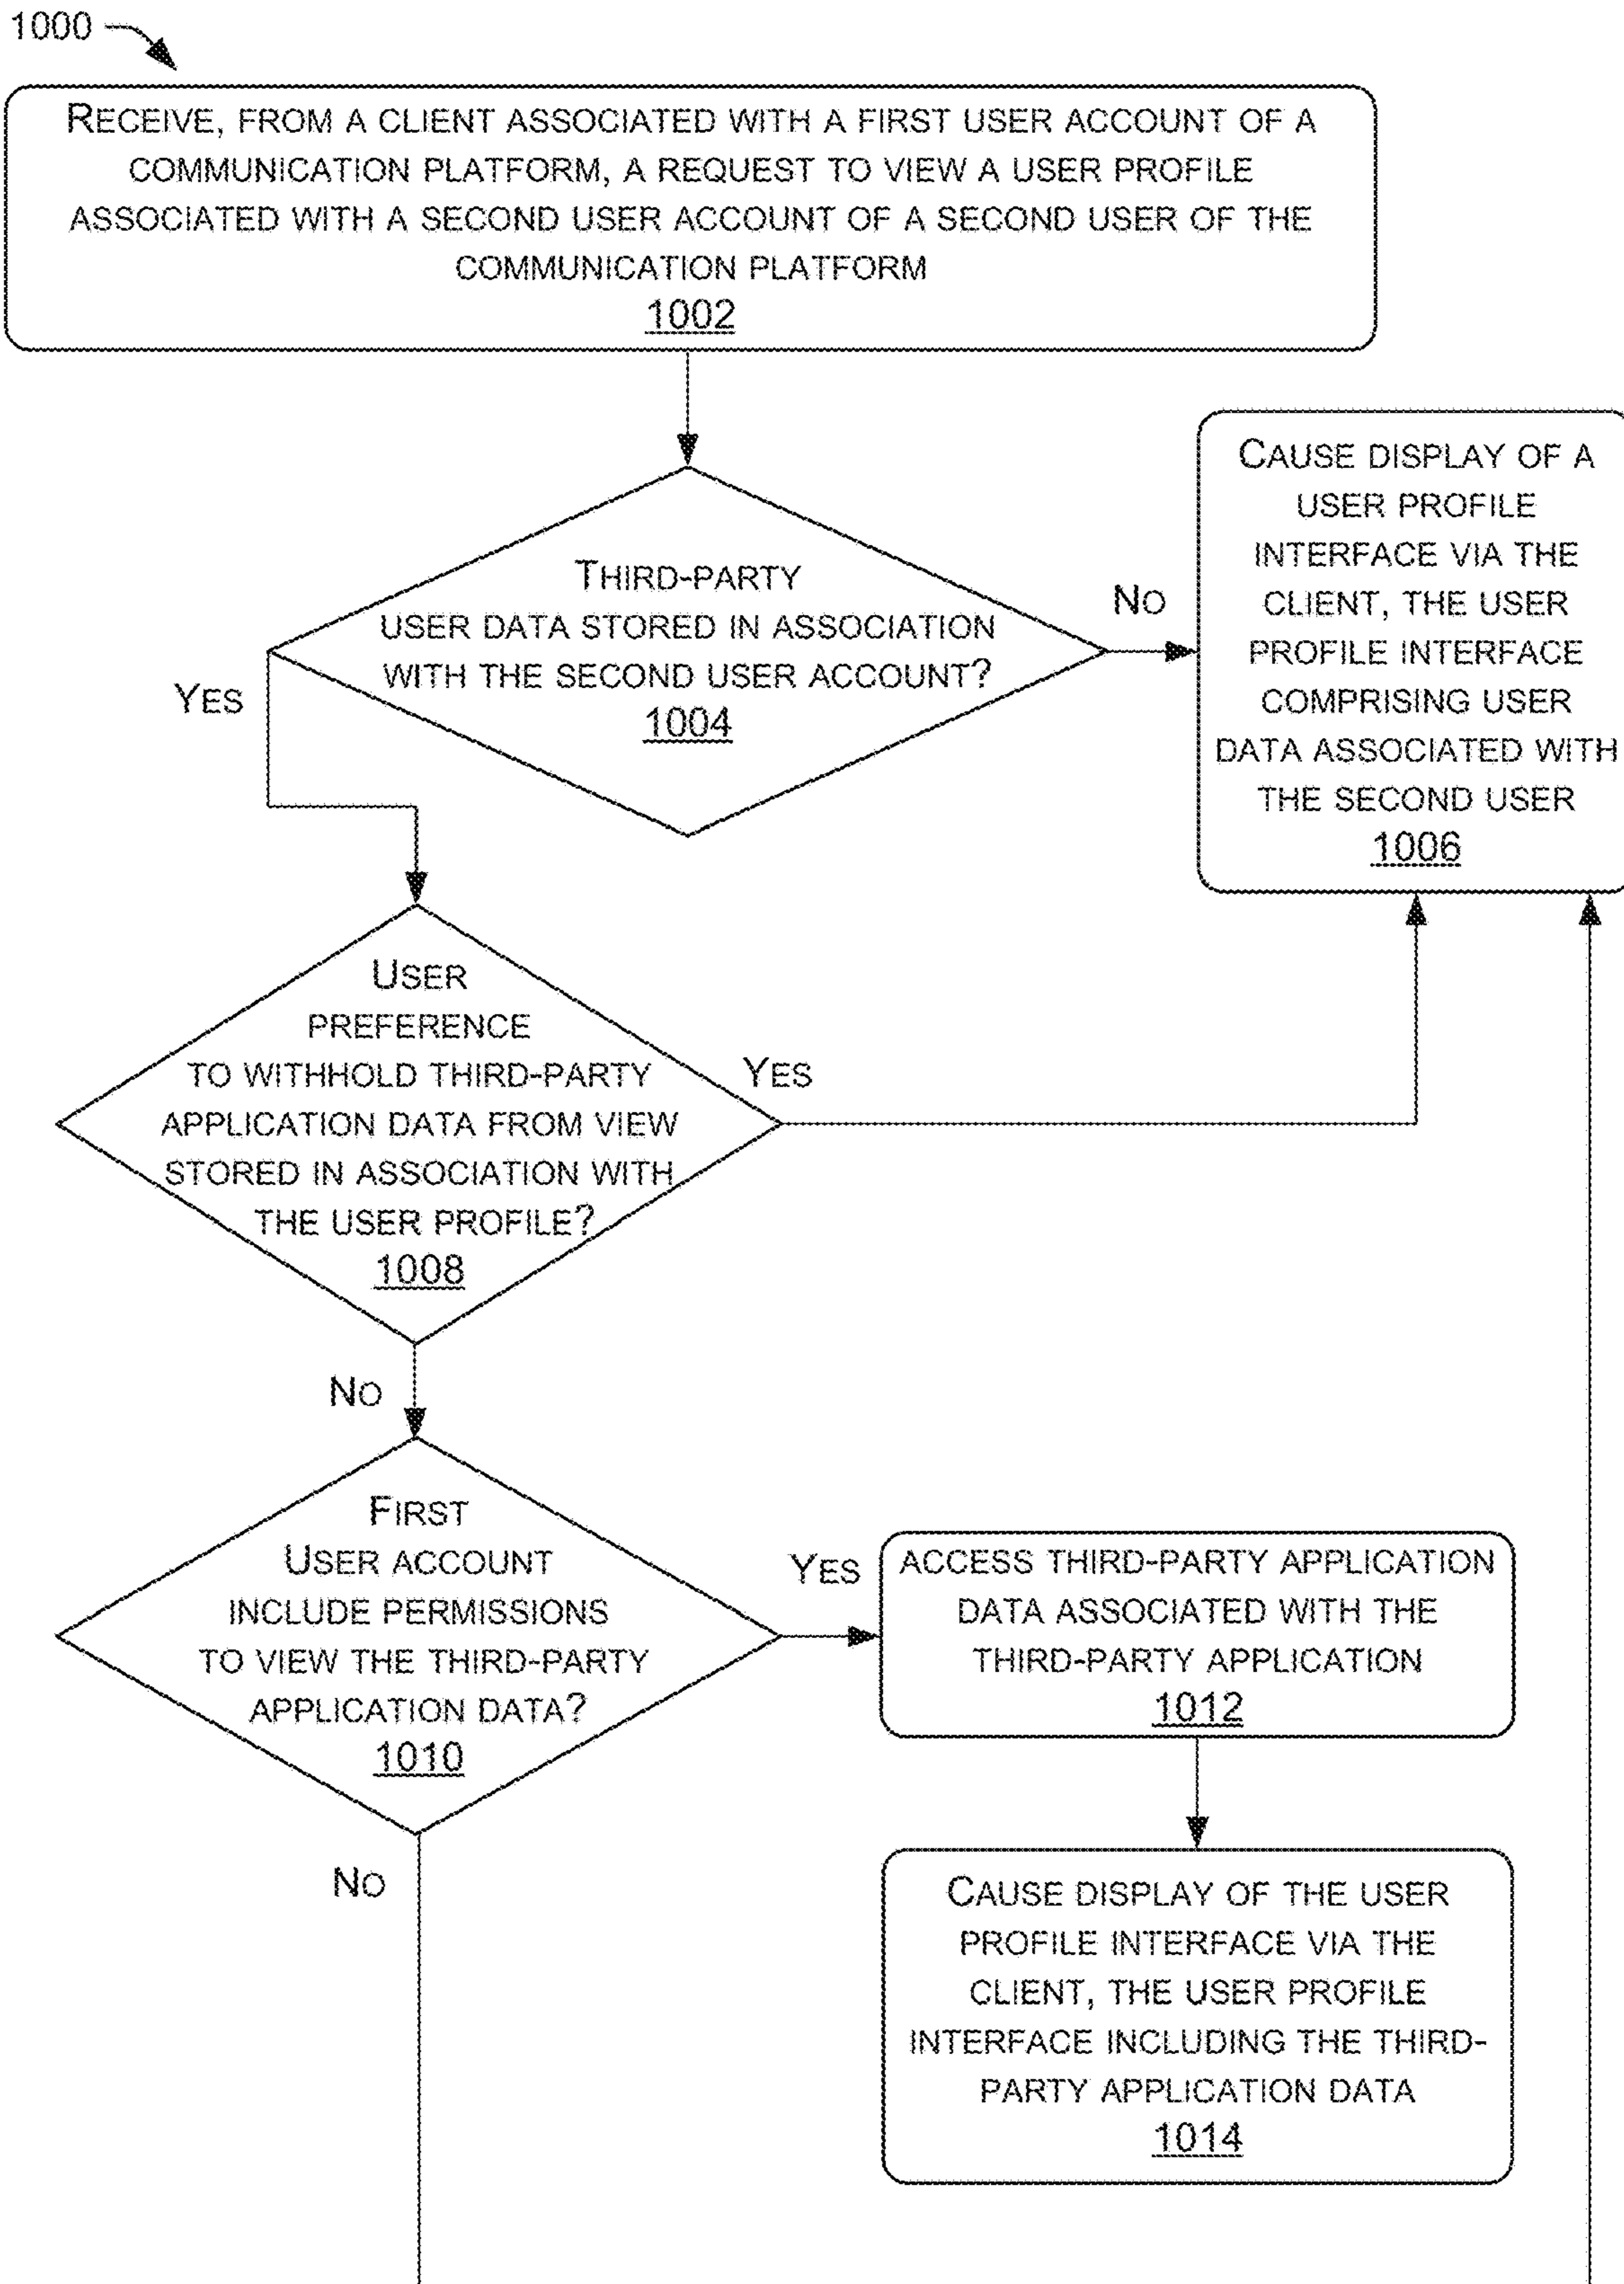 1000
RECEIVE, FROM A CLIENT ASSOCIATED WITH A FIRST USER ACCOUNT OF A
COMMUNICATION PLATFORM, A REQUEST TO VIEW A USER PROFILE
ASSOCIATED WITH A SECOND USER ACCOUNT OF A SECOND USER OF THE
COMMUNICATION PLATFORM
1002
THIRD-PARTY
USER DATA STORED IN ASSOCIATION
WITH THE SECOND USER ACCOUNT?
1004
NO
YES
CAUSE DISPLAY OF A
USER PROFILE
INTERFACE VIA THE
CLIENT, THE USER
PROFILE INTERFACE
COMPRISING USER
DATA ASSOCIATED WITH
THE SECOND USER
1006
USER
PREFERENCE
TO WITHHOLD THIRD-PARTY
APPLICATION DATA FROM VIEW
STORED IN ASSOCIATION WITH
THE USER PROFILE?
1008
YES
NO
FIRST
USER ACCOUNT
INCLUDE PERMISSIONS
TO VIEW THE THIRD-PARTY
APPLICATION DATA?
1010
YES
NO
ACCESS THIRD-PARTY APPLICATION
DATA ASSOCIATED WITH THE
THIRD-PARTY APPLICATION
1012
CAUSE DISPLAY OF THE USER
PROFILE INTERFACE VIA THE
CLIENT, THE USER PROFILE
INTERFACE INCLUDING THE THIRD-
PARTY APPLICATION DATA
1014